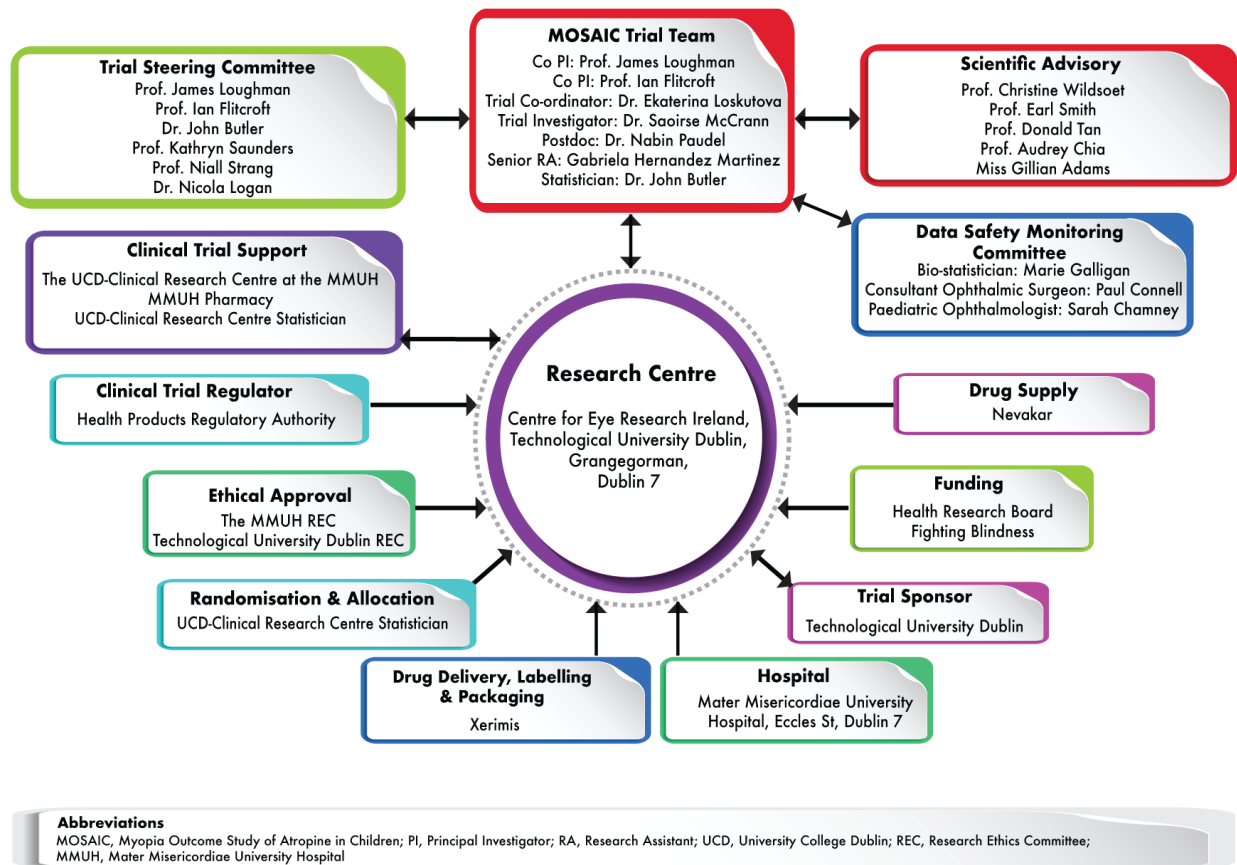 Trial Steering Committee
Prof. James Loughman
Prof. Ian Flitcroft
Dr. John Butler
Prof. Kathryn Saunders
Prof. Niall Strang
Dr. Nicola Logan
MOSAIC Trial Team
Co PI: Prof. James Loughman
Co PI: Prof. Ian Flitcroft
Trial Co-ordinator: Dr. Ekaterina Loskutova
Trial Investigator: Dr. Saoirse McCrann
Postdoc: Dr. Nabin Paudel
Senior RA: Gabriela Hernandez Martinez
Statistician: Dr. John Butler
Scientific Advisory
Prof. Christine Wildsoet
Prof. Earl Smith
Prof. Donald Tan
Prof. Audrey Chia
Miss Gillian Adams
Clinical Trial Support
The UCD-Clinical Research Centre at the MMUH
MMUH Pharmacy
UCD-Clinical Research Centre Statistician
Data Safety Monitoring
Committee
Bio-statistician: Marie Galligan
Consultant Ophthalmic Surgeon: Paul Connell
Paediatric Ophthalmologist: Sarah Chamney
Research Centre
Centre for Eye Research Ireland,
Technological University Dublin,
Grangegorman,
Dublin 7
Clinical Trial Regulator
Health Products Regulatory Authority
Drug Supply
Nevakar
Ethical Approval
The MMUH REC
Technological University Dublin REC
Funding
Health Research Board
Fighting Blindness
Randomisation & Allocation
UCD-Clinical Research Centre Statistician
Trial Sponsor
Technological University Dublin
Drug Delivery, Labelling
& Packaging
Xerimis
Hospital
Mater Misericordiae University
Hospital, Eccles St, Dublin 7
Abbreviations
MOSAIC, Myopia Outcome Study of Atropine in Children; PI, Principal Investigator; RA, Research Assistant; UCD, University College Dublin; REC, Research Ethics Committee;
MMUH, Mater Misericordiae University Hospital